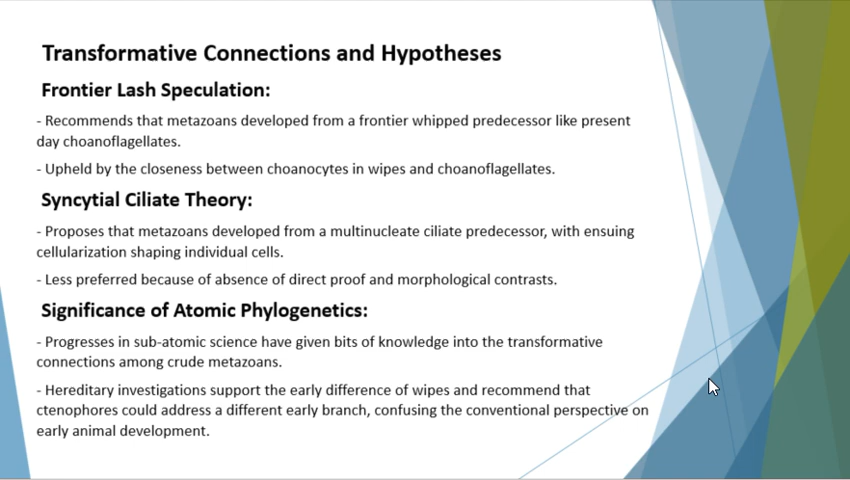 Transformative Connections and Hypotheses
Frontier Lash Speculation:
- Recommends that metazoans developed from a frontier whipped predecessor like present
day choanoflagellates.
- Upheld by the closeness between choanocytes in wipes and choanoflagellates.
Syncytial Ciliate Theory:
- Proposes that metazoans developed from a multinucleate ciliate predecessor, with ensuing
cellularization shaping individual cells.
- Less preferred because of absence of direct proof and morphological contrasts.
Significance of Atomic Phylogenetics:
- Progresses in sub-atomic science have given bits of knowledge into the transformative
connections among crude metazoans.
- Hereditary investigations support the early difference of wipes and recommend that
ctenophores could address a different early branch, confusing the conventional perspective on
early animal development.